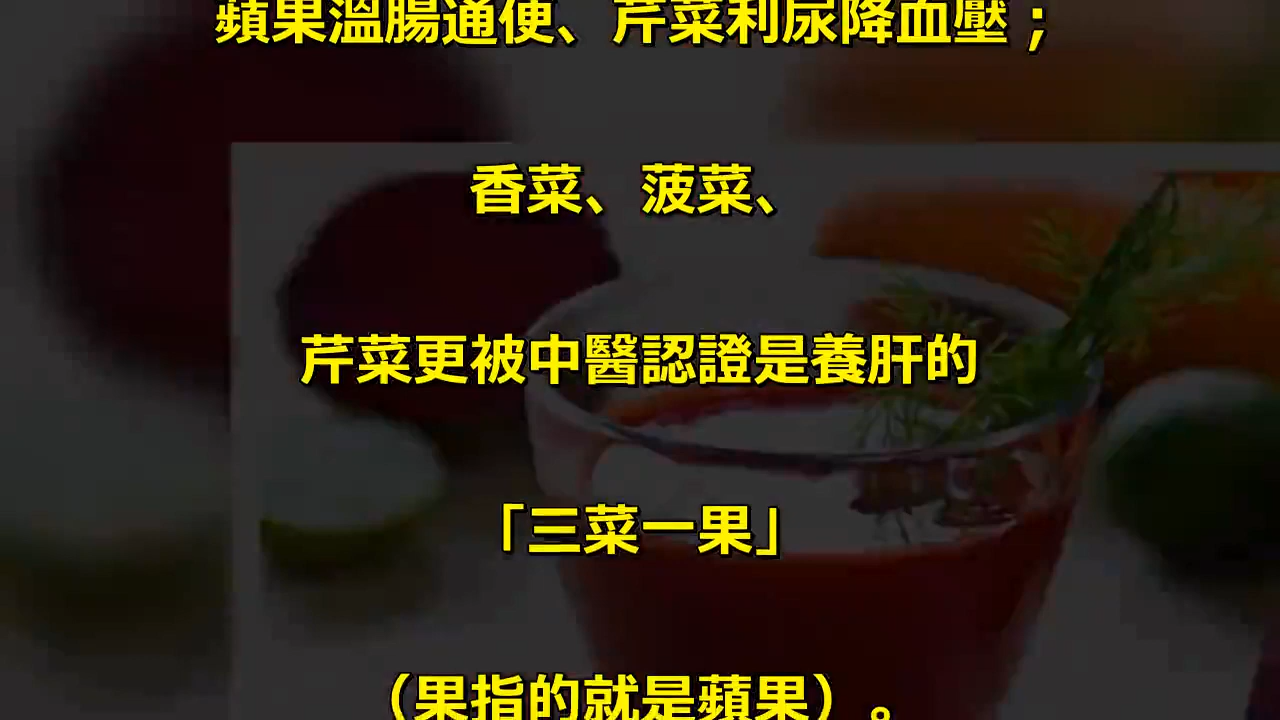 蘋果溫腸通便、芹菜利尿降血壓；
香菜、菠菜、
芹菜更被中醫認證是養肝的
「三菜一果」
（果指的就是蘋果）。